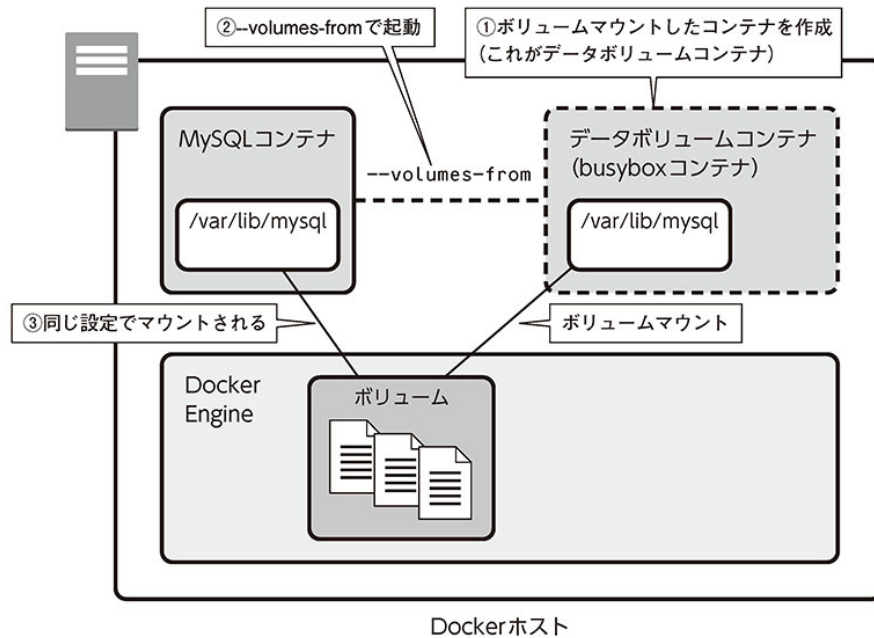 ②--volumes-fromで起動
①ボリュームマウントしたコンテナを作成
(これがデータボリュームコンテナ)
MySQLコンテナ
--volumes-from
データボリュームコンテナ
(busyboxコンテナ)
/var/lib/mysql
/var/lib/mysql
③同じ設定でマウントされる
ボリュームマウント
Docker
Engine
ボリューム
Dockerホスト